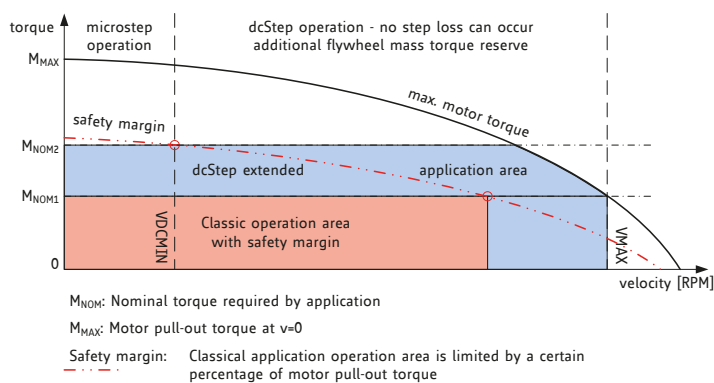 torque
microstep
operation
dcStep operation - no step loss can occur
additional flywheel mass torque reserve
MMAX
max. motor torque
safety margin
MNOM2
dcStep extended
application area
MNOM1
Classic operation area
with safety margin
VDCMIN
VMAX
0
velocity [RPM]
MNOM: Nominal torque required by application
MMAX: Motor pull-out torque at v=0
Safety margin: Classical application operation area is limited by a certain
percentage of motor pull-out torque